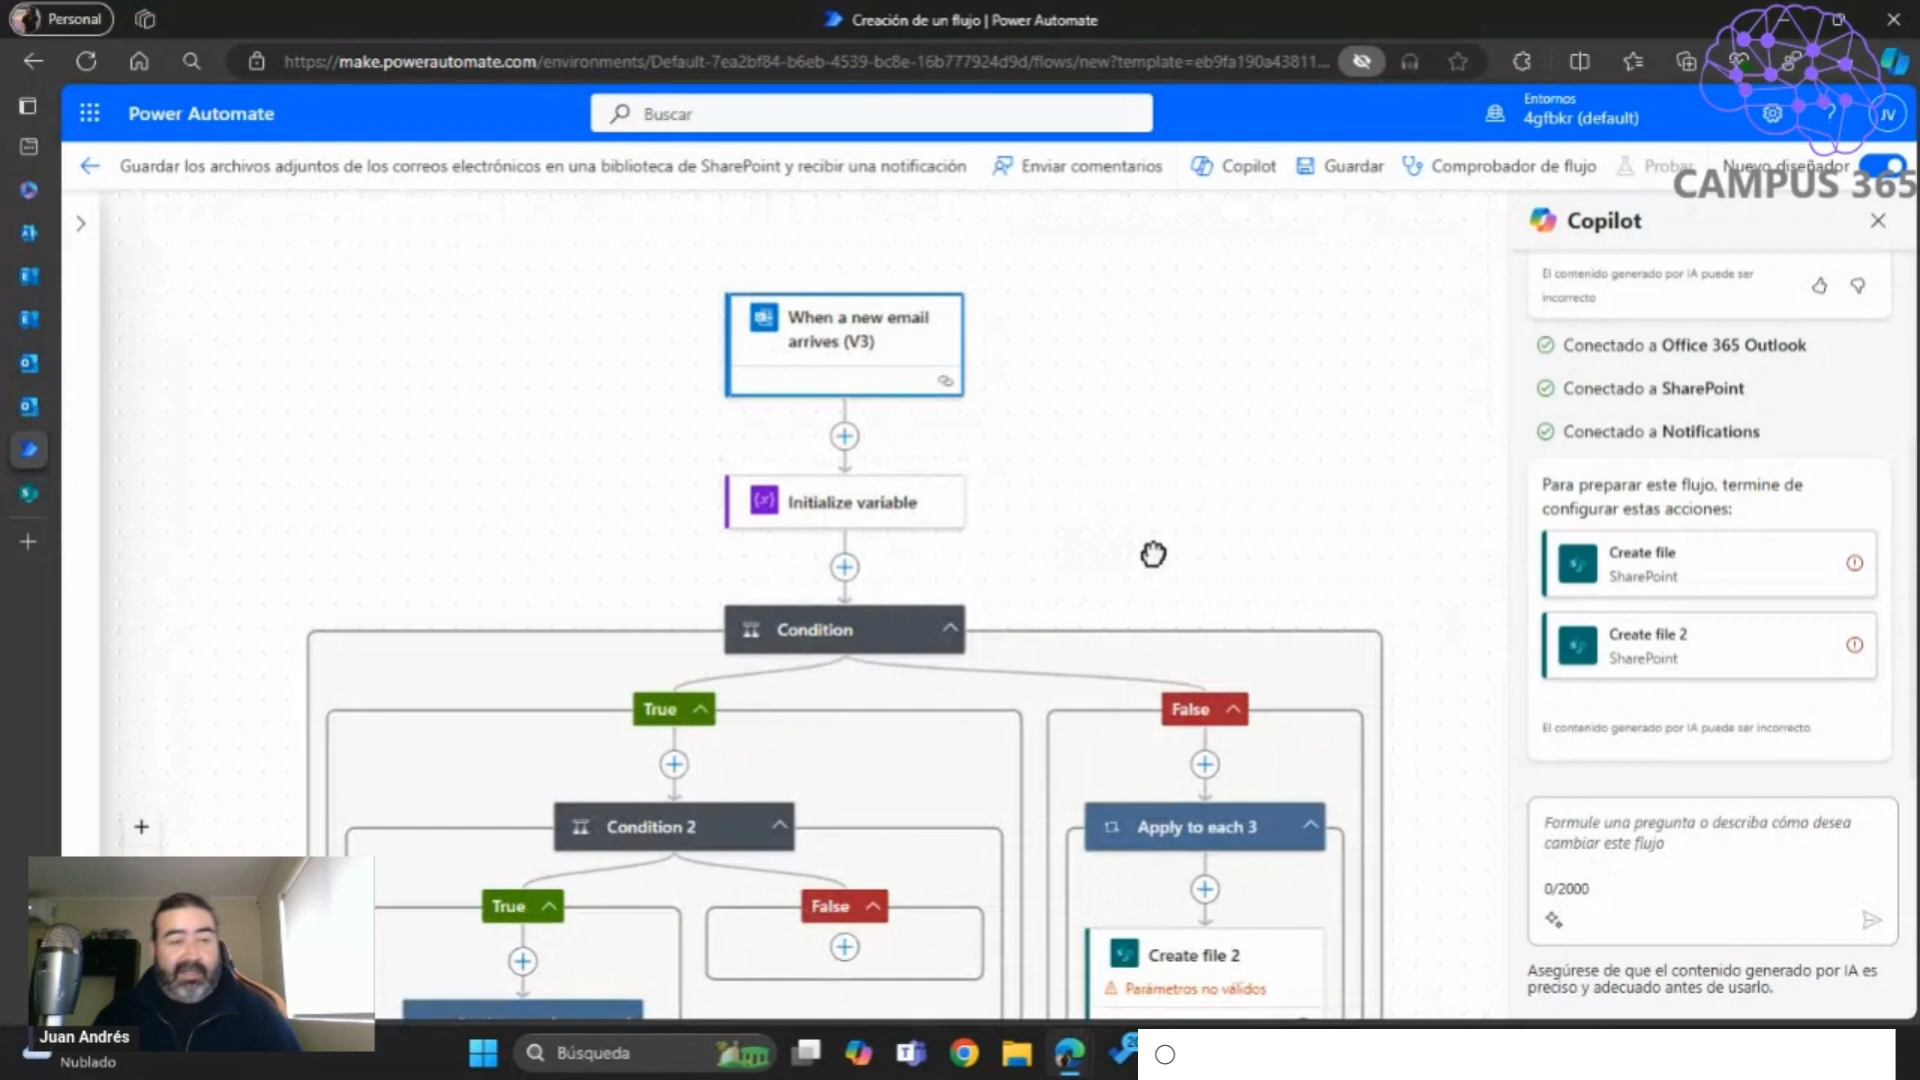 Personal
Creación de un flujo | Power Automate
https://make.powerautomate.com/environments/Default-7ea2bf84-b6eb-4539-bc8e-16b777924d9d/flows/new?template=eb9fa190a43811...
Power Automate
Buscar
Entornos
4gfbkr (default)
JV
Guardar los archivos adjuntos de los correos electrónicos en una biblioteca de SharePoint y recibir una notificación
Enviar comentarios
Copilot
Guardar
Comprobador de flujo
Probar
Nuevo diseñador
CAMPUS 365
Copilot
El contenido generado por IA puede ser
incorrecto
Conectado a Office 365 Outlook
Conectado a SharePoint
Conectado a Notifications
Para preparar este flujo, termine de
configurar estas acciones:
Create file
SharePoint
Create file 2
SharePoint
El contenido generado por IA puede ser incorrecto
Formule una pregunta o describa cómo desea
cambiar este flujo
0/2000
Asegúrese de que el contenido generado por IA es
preciso y adecuado antes de usarlo.
When a new email
arrives (V3)
Initialize variable
Condition
True
False
Condition 2
Apply to each 3
True
False
Create file 2
Parámetros no válidos
Juan Andrés
Nublado
Búsqueda